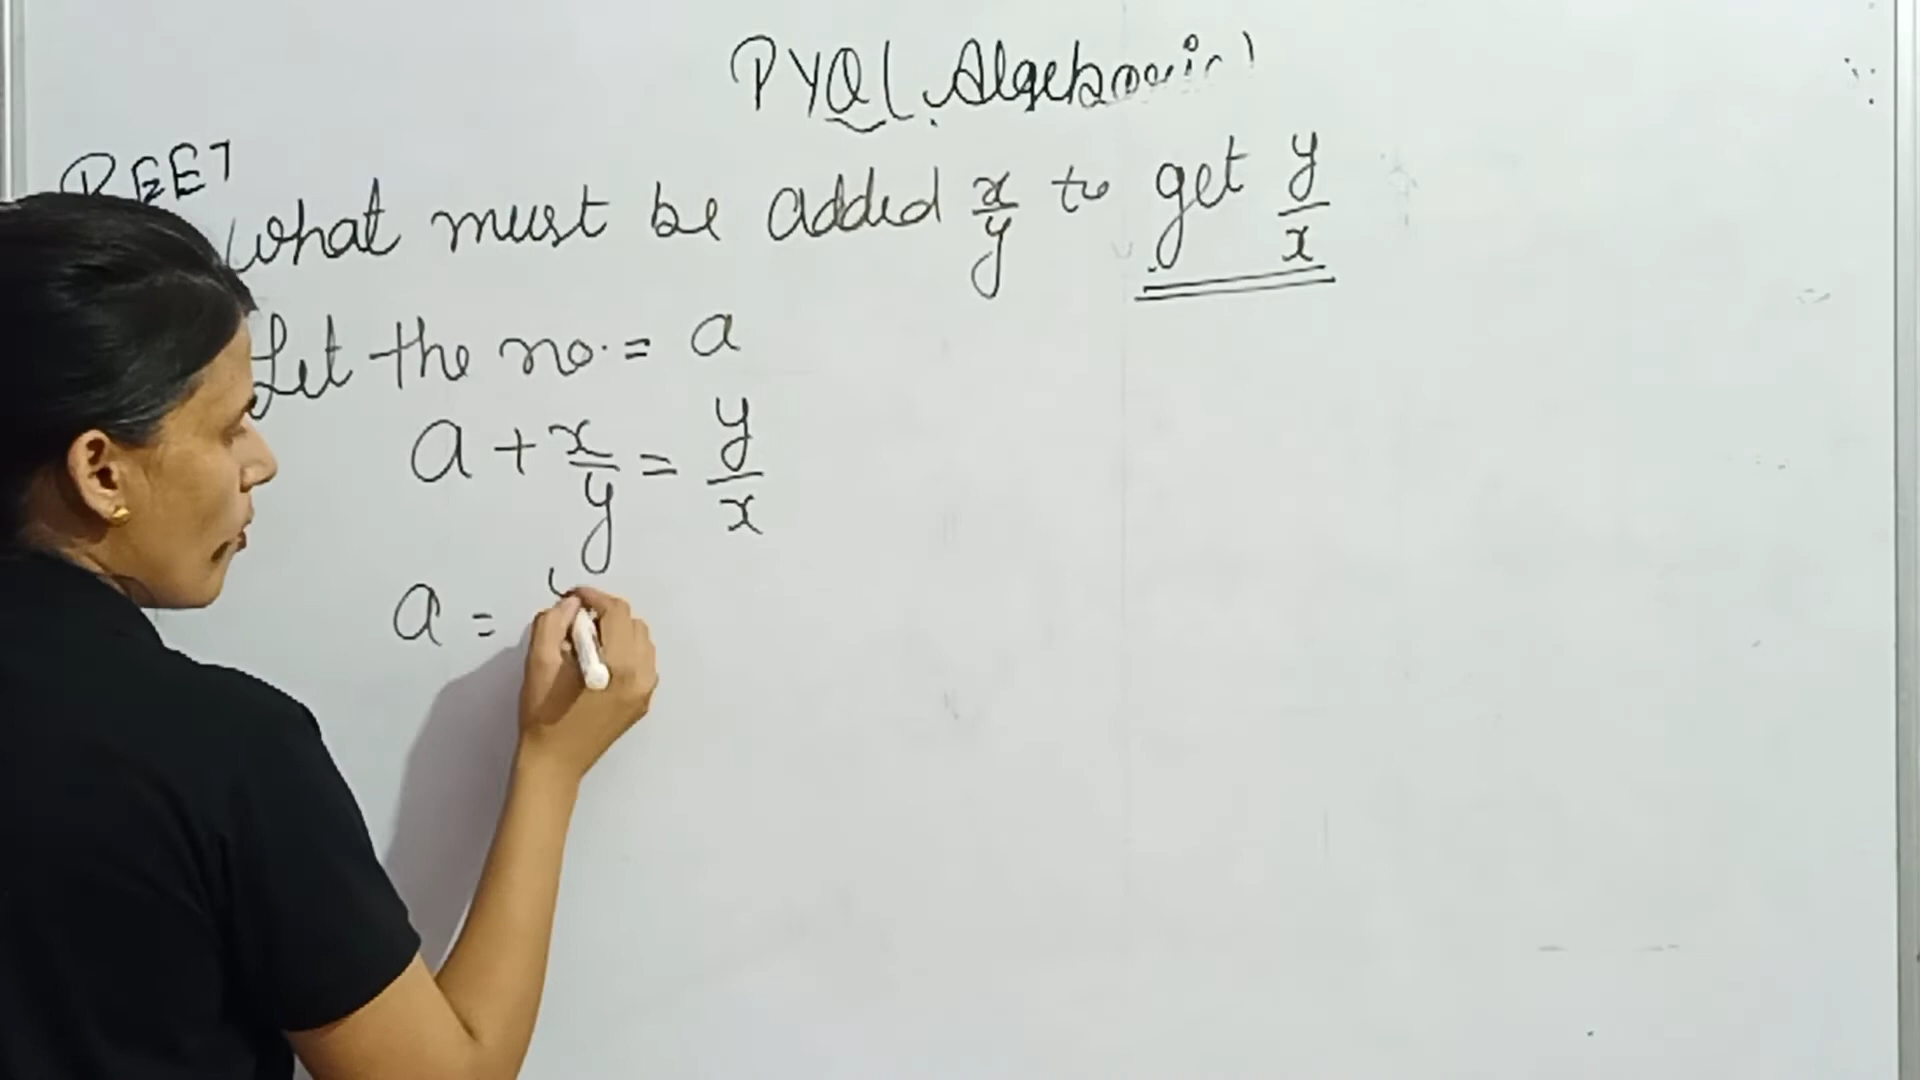 PYQ( Algebraic)
REET
What must be added x/y to get y/x
Let the no. = a
a + x/y = y/x
a =